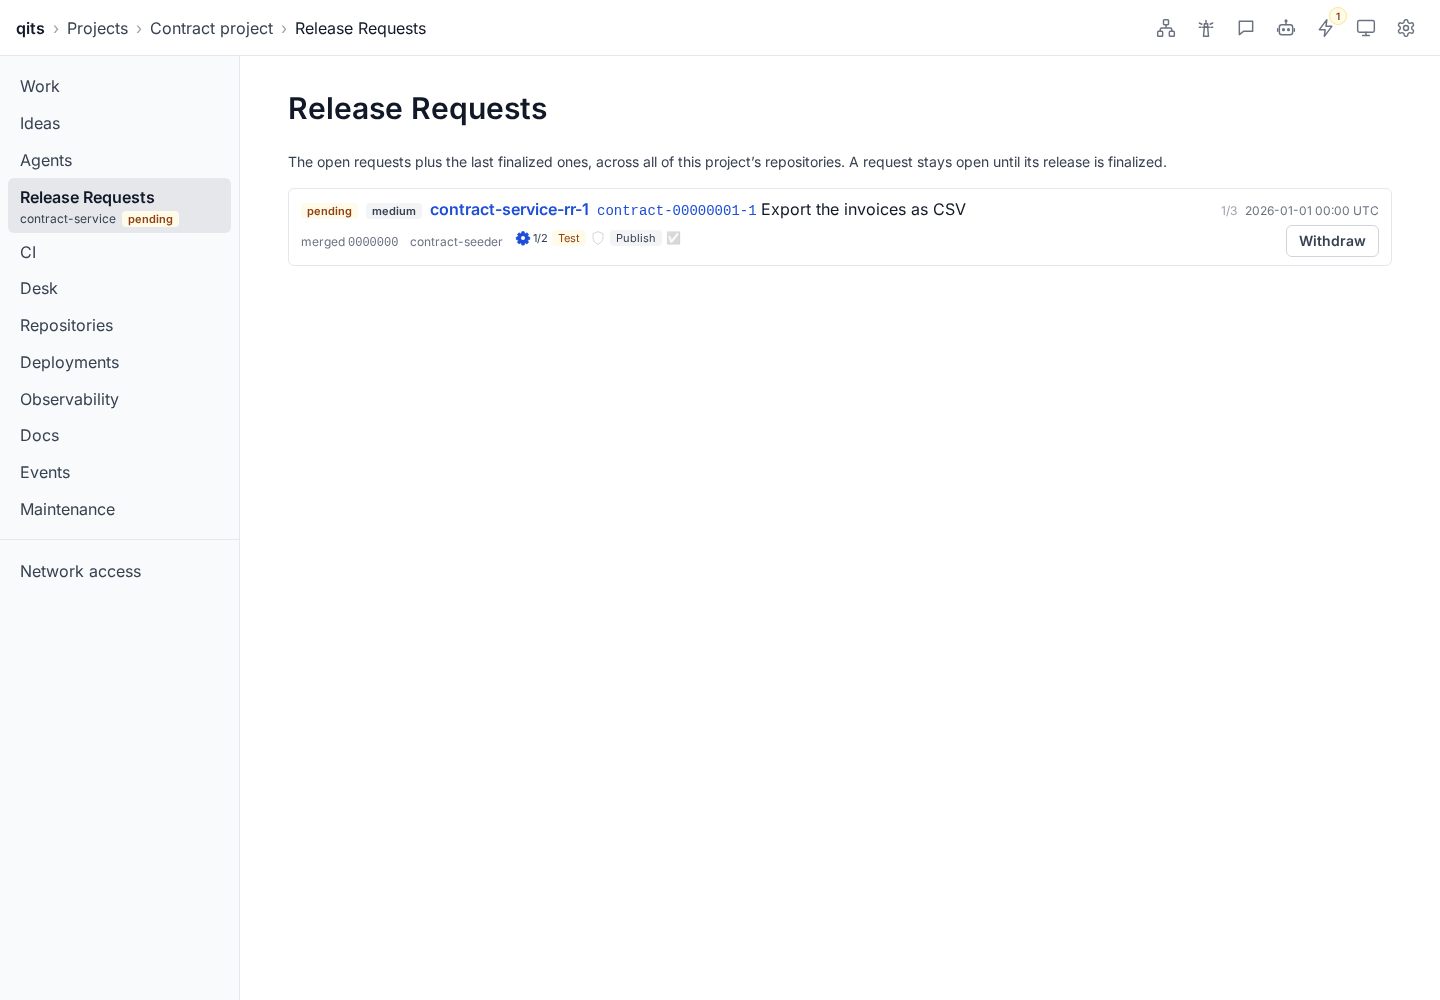 qits › Projects › Contract project › Release Requests
1
Work
Ideas
Agents
Release Requests
contract-service pending
CI
Desk
Repositories
Deployments
Observability
Docs
Events
Maintenance
Network access
Release Requests
The open requests plus the last finalized ones, across all of this project’s repositories. A request stays open until its release is finalized.
pending medium contract-service-rr-1 contract-00000001-1 Export the invoices as CSV 1/3 2026-01-01 00:00 UTC
merged 0000000 contract-seeder 1/2 Test Publish Withdraw